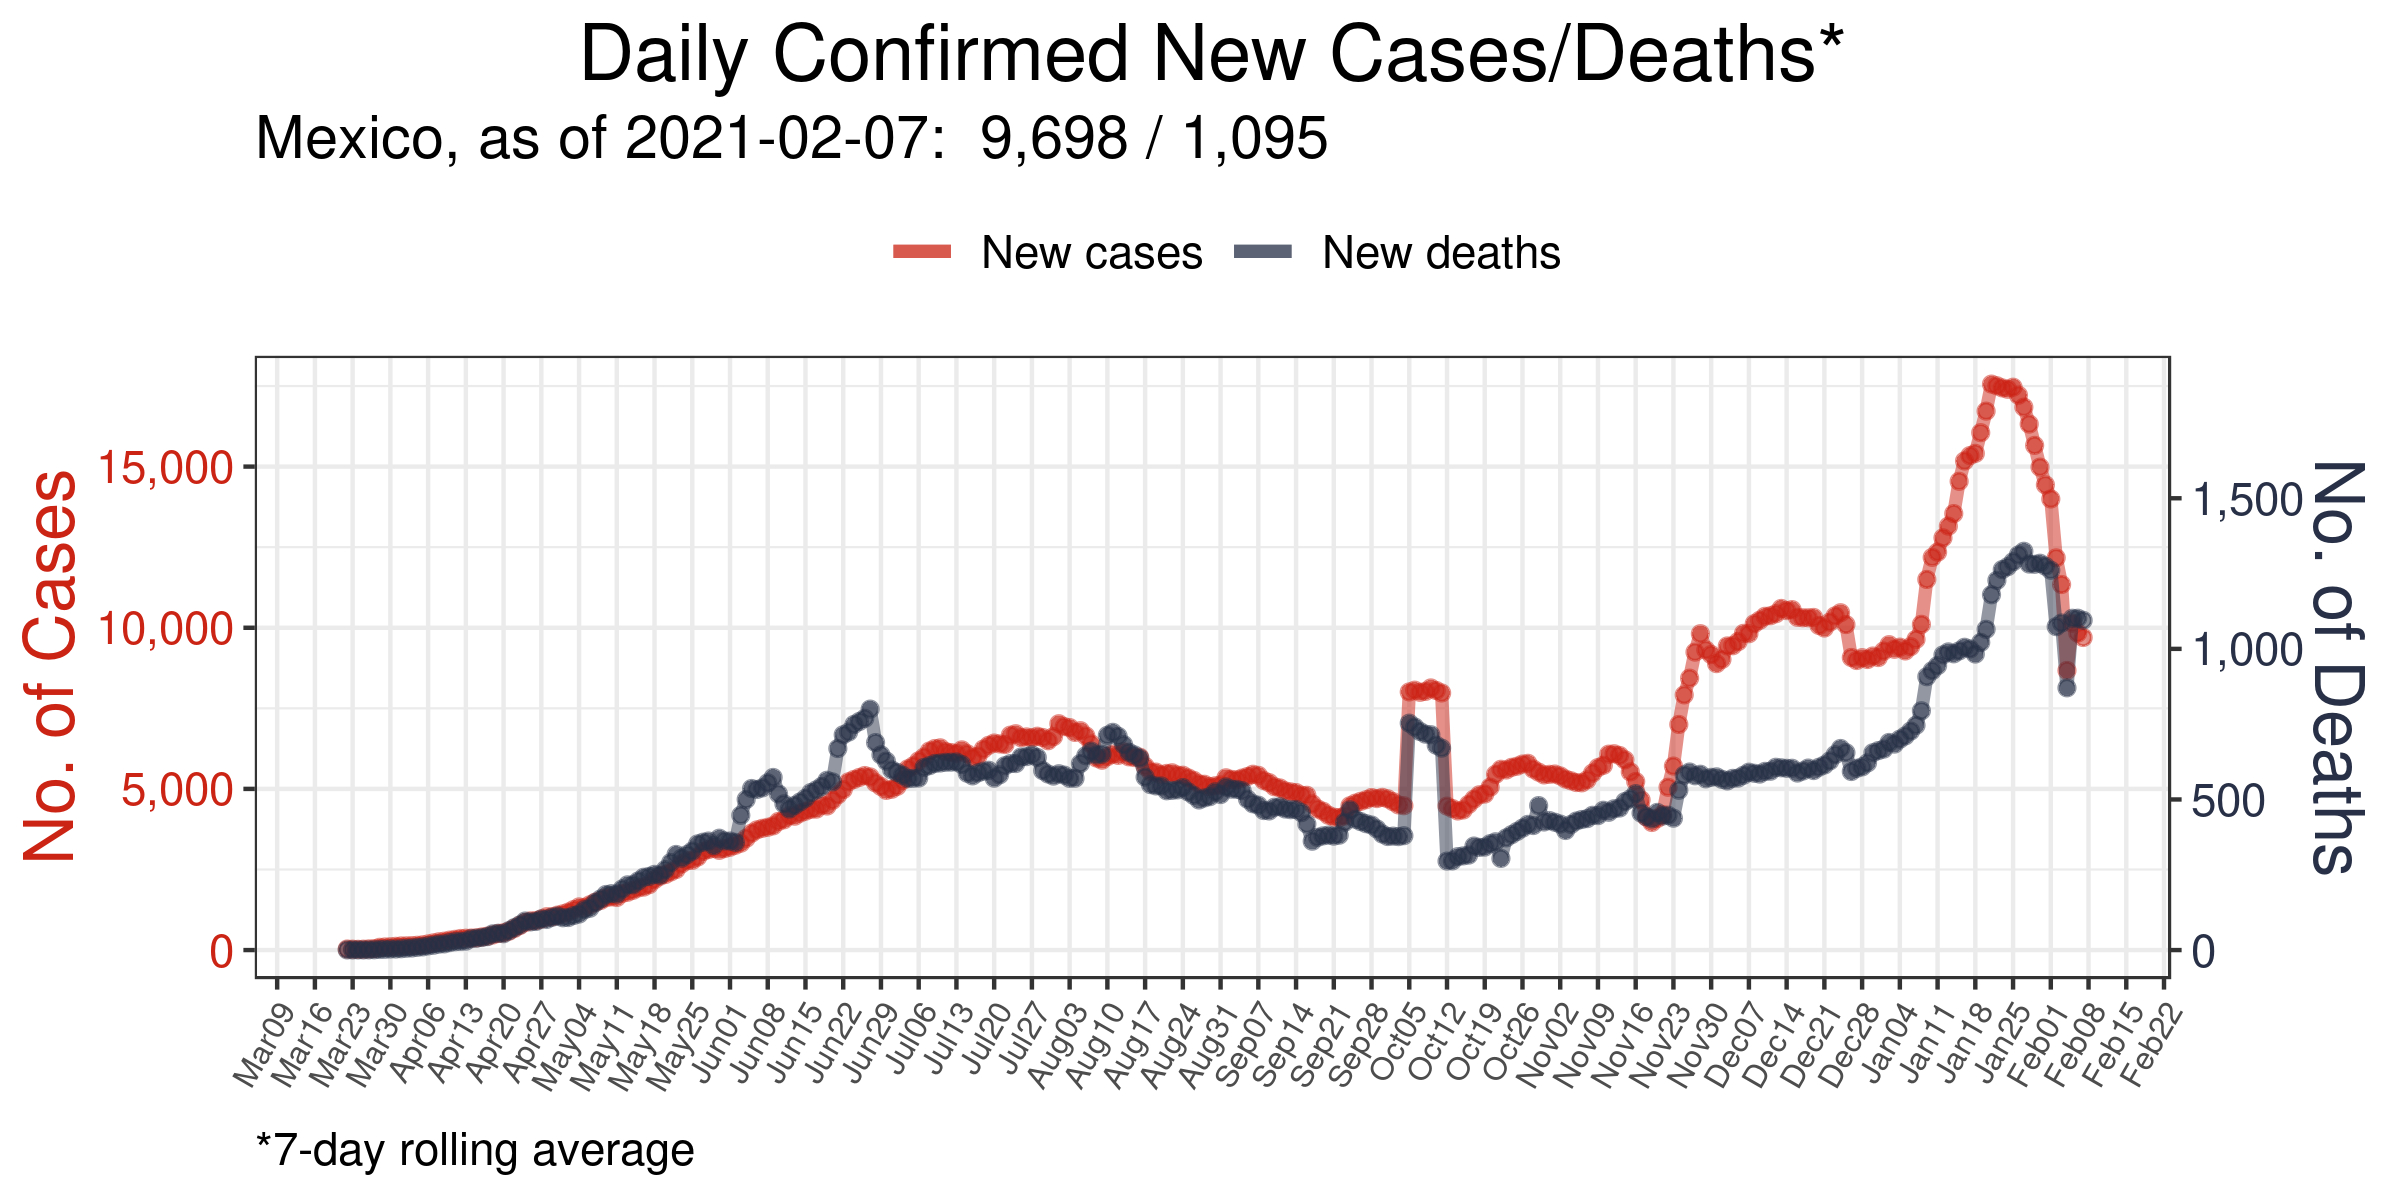 Daily Confirmed New Cases/Deaths*
Mexico, as of 2021-02-07:  9,698 / 1,095
New cases New deaths
No. of Cases
15,000
10,000
5,000
0
1,500
1,000
500
0
No. of Deaths
Mar09 Mar16 Mar23 Mar30 Apr06 Apr13 Apr20 Apr27 May04 May11 May18 May25 Jun01 Jun08 Jun15 Jun22 Jun29 Jul06 Jul13 Jul20 Jul27 Aug03 Aug10 Aug17 Aug24 Aug31 Sep07 Sep14 Sep21 Sep28 Oct05 Oct12 Oct19 Oct26 Nov02 Nov09 Nov16 Nov23 Nov30 Dec07 Dec14 Dec21 Dec28 Jan04 Jan11 Jan18 Jan25 Feb01 Feb08 Feb15 Feb22
*7-day rolling average